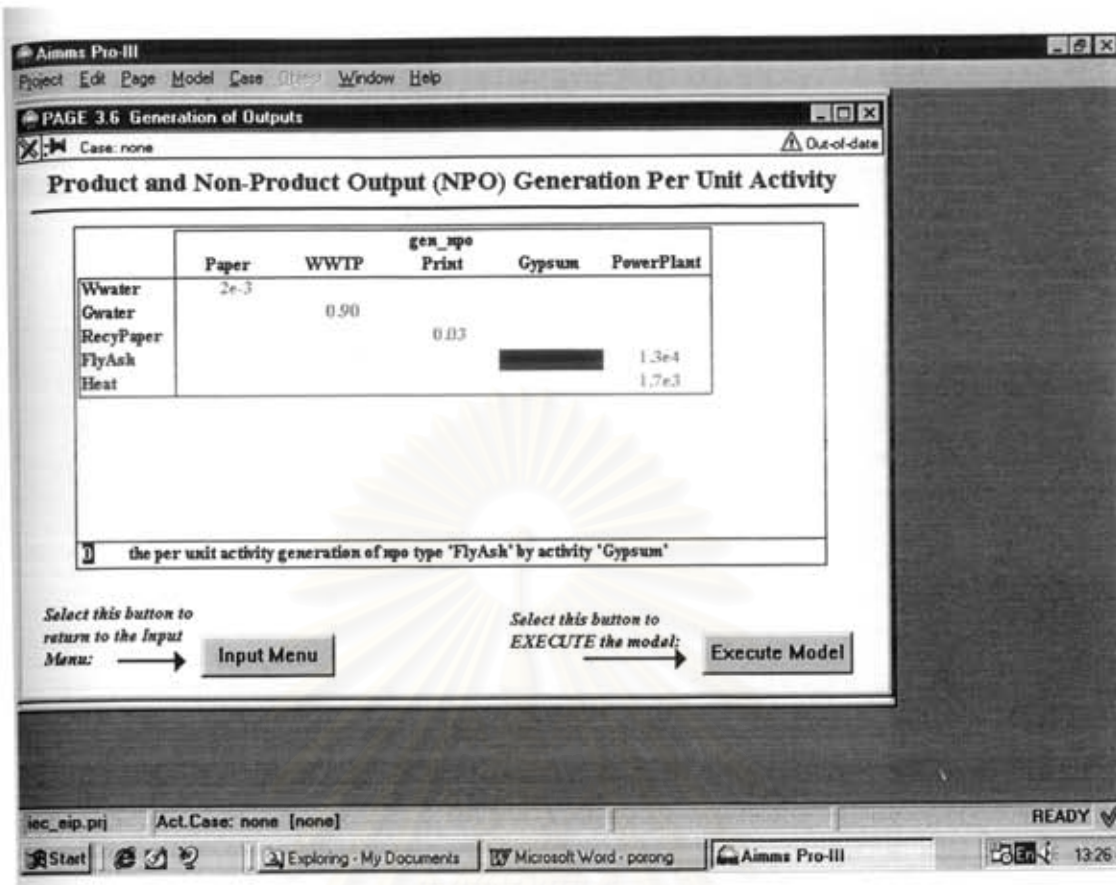 Aimms Pro-III
Project Edit Page Model Case Object Window Help
PAGE 3.6 Generation of Outputs
Case: none
Out-of-date
Product and Non-Product Output (NPO) Generation Per Unit Activity
gen_npo
Paper WWTP Print Gypsum PowerPlant
Wwater 2e-3
Gwater 0.90
RecyPaper 0.03
FlyAsh 1.3e4
Heat 1.7e3
the per unit activity generation of npo type 'FlyAsh' by activity 'Gypsum'
Select this button to
return to the Input
Menu:
Input Menu
Select this button to
EXECUTE the model:
Execute Model
iec_eip.prj Act.Case: none [none] READY
Start Exploring - My Documents Microsoft Word - porong Aimms Pro-III En 13:26